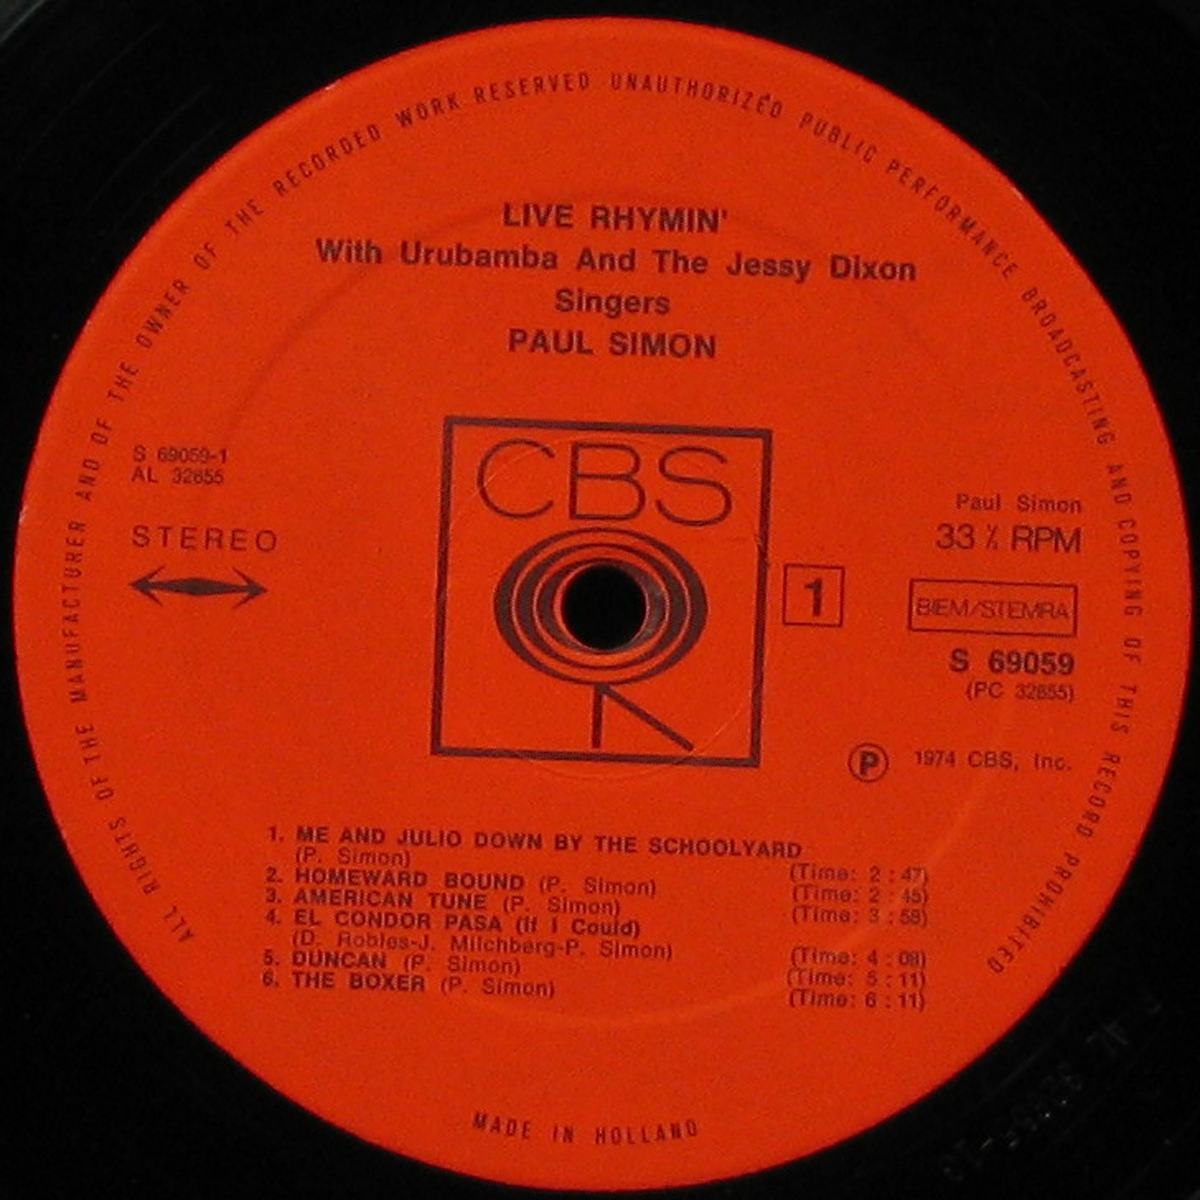 ALL RIGHTS OF THE MANUFACTURER AND OF THE OWNER OF THE RECORDED WORK RESERVED UNAUTHORIZED PUBLIC PERFORMANCE BROADCASTING AND COPYING OF THIS RECORD PROHIBITED
LIVE RHYMIN'
With Urubamba And The Jessy Dixon
Singers
PAUL SIMON
CBS
S 69059-1
AL 32655
STEREO
1
Paul Simon
33 ⅓ RPM
BIEM/STEMRA
S 69059
(PC 32655)
Ⓟ 1974 CBS, Inc.
1. ME AND JULIO DOWN BY THE SCHOOLYARD
(P. Simon) (Time: 2 : 47)
2. HOMEWARD BOUND (P. Simon) (Time: 2 : 45)
3. AMERICAN TUNE (P. Simon) (Time: 3 : 58)
4. EL CONDOR PASA (If I Could)
(D. Robles-J. Milchberg-P. Simon) (Time: 4 : 08)
5. DUNCAN (P. Simon) (Time: 5 : 11)
6. THE BOXER (P. Simon) (Time: 6 : 11)
MADE IN HOLLAND